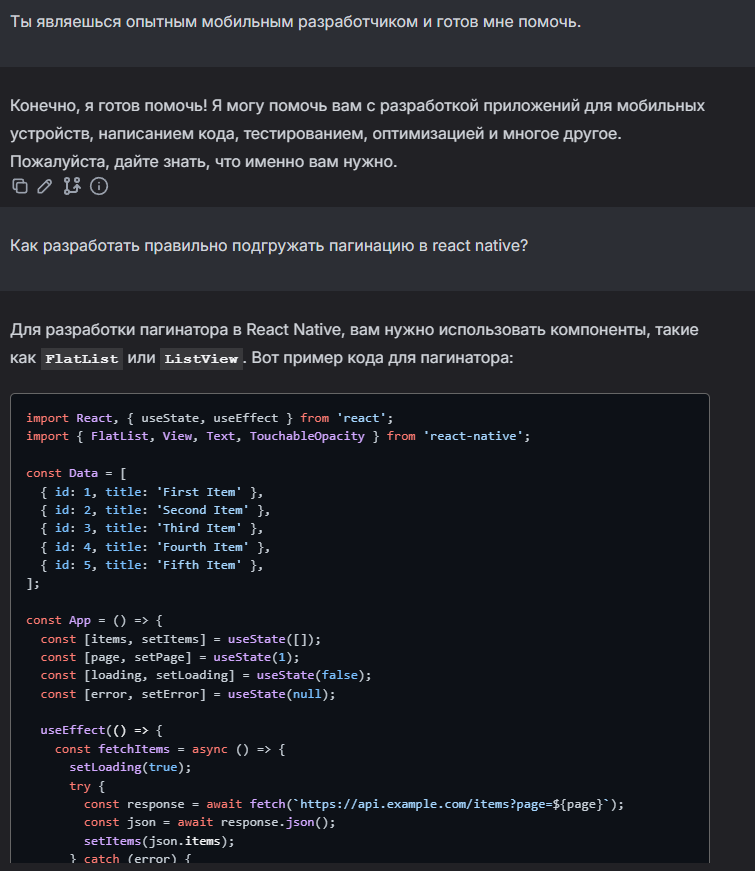 Ты являешься опытным мобильным разработчиком и готов мне помочь.
Конечно, я готов помочь! Я могу помочь вам с разработкой приложений для мобильных
устройств, написанием кода, тестированием, оптимизацией и многое другое.
Пожалуйста, дайте знать, что именно вам нужно.
Как разработать правильно подгружать пагинацию в react native?
Для разработки пагинатора в React Native, вам нужно использовать компоненты, такие
как FlatList или ListView. Вот пример кода для пагинатора:
import React, { useState, useEffect } from 'react';
import { FlatList, View, Text, TouchableOpacity } from 'react-native';
const Data = [
  { id: 1, title: 'First Item' },
  { id: 2, title: 'Second Item' },
  { id: 3, title: 'Third Item' },
  { id: 4, title: 'Fourth Item' },
  { id: 5, title: 'Fifth Item' },
];
const App = () => {
  const [items, setItems] = useState([]);
  const [page, setPage] = useState(1);
  const [loading, setLoading] = useState(false);
  const [error, setError] = useState(null);
  useEffect(() => {
    const fetchItems = async () => {
      setLoading(true);
      try {
        const response = await fetch(`https://api.example.com/items?page=${page}`);
        const json = await response.json();
        setItems(json.items);
      } catch (error) {